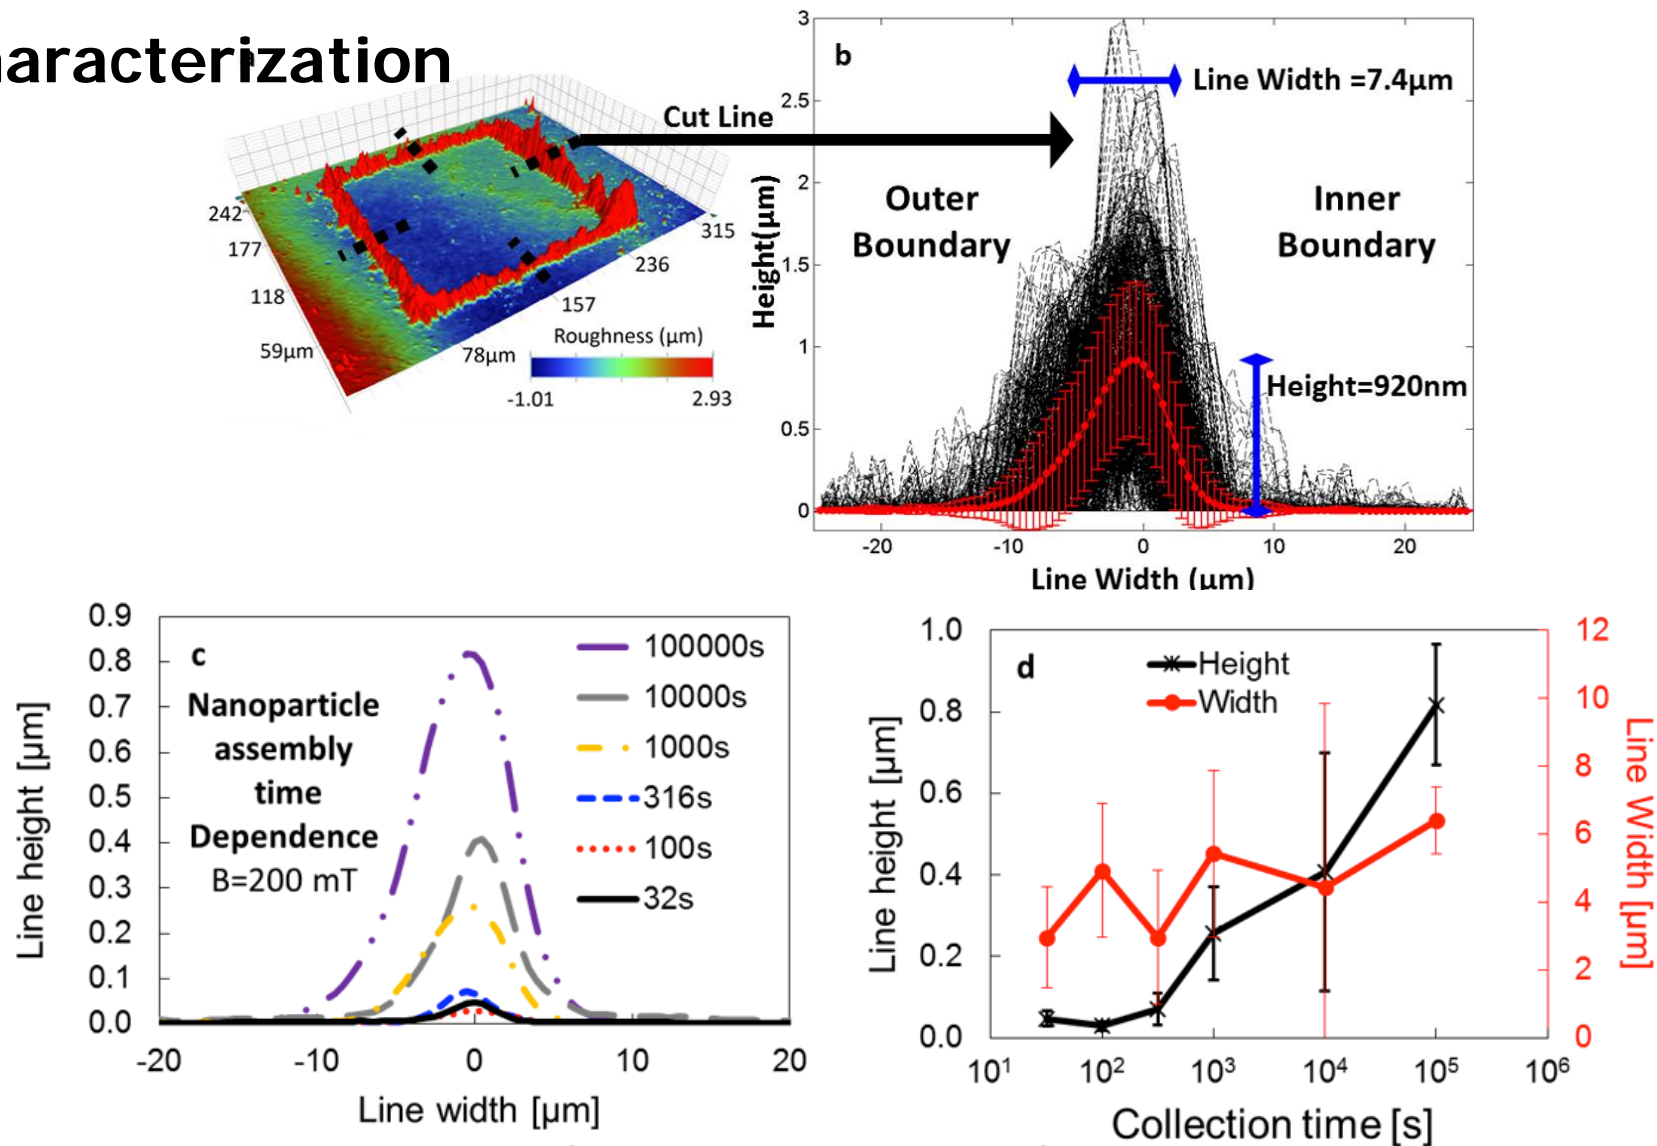 aracterization
242
177
118
59µm
78µm
157
236
315
Roughness (µm)
-1.01 2.93
Cut Line
b
Line Width =7.4µm
Outer
Boundary
Inner
Boundary
Height=920nm
Height(µm)
3
2.5
2
1.5
1
0.5
0
-20 -10 0 10 20
Line Width (µm)
c
Nanoparticle
assembly
time
Dependence
B=200 mT
100000s
10000s
1000s
316s
100s
32s
Line height [µm]
0.9
0.8
0.7
0.6
0.5
0.4
0.3
0.2
0.1
0.0
-20 -10 0 10 20
Line width [µm]
d
Height
Width
Line height [µm]
1.0
0.8
0.6
0.4
0.2
0.0
12
10
8
6
4
2
0
Line Width [µm]
10¹ 10² 10³ 10⁴ 10⁵ 10⁶
Collection time [s]